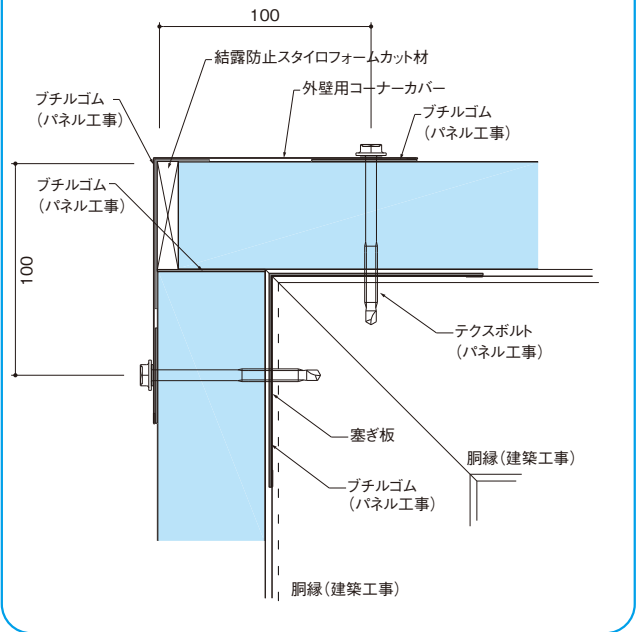 100
結露防止スタイロフォームカット材
外壁用コーナーカバー
ブチルゴム
(パネル工事)
ブチルゴム
(パネル工事)
ブチルゴム
(パネル工事)
100
テクスボルト
(パネル工事)
塞ぎ板
胴縁(建築工事)
ブチルゴム
(パネル工事)
胴縁(建築工事)